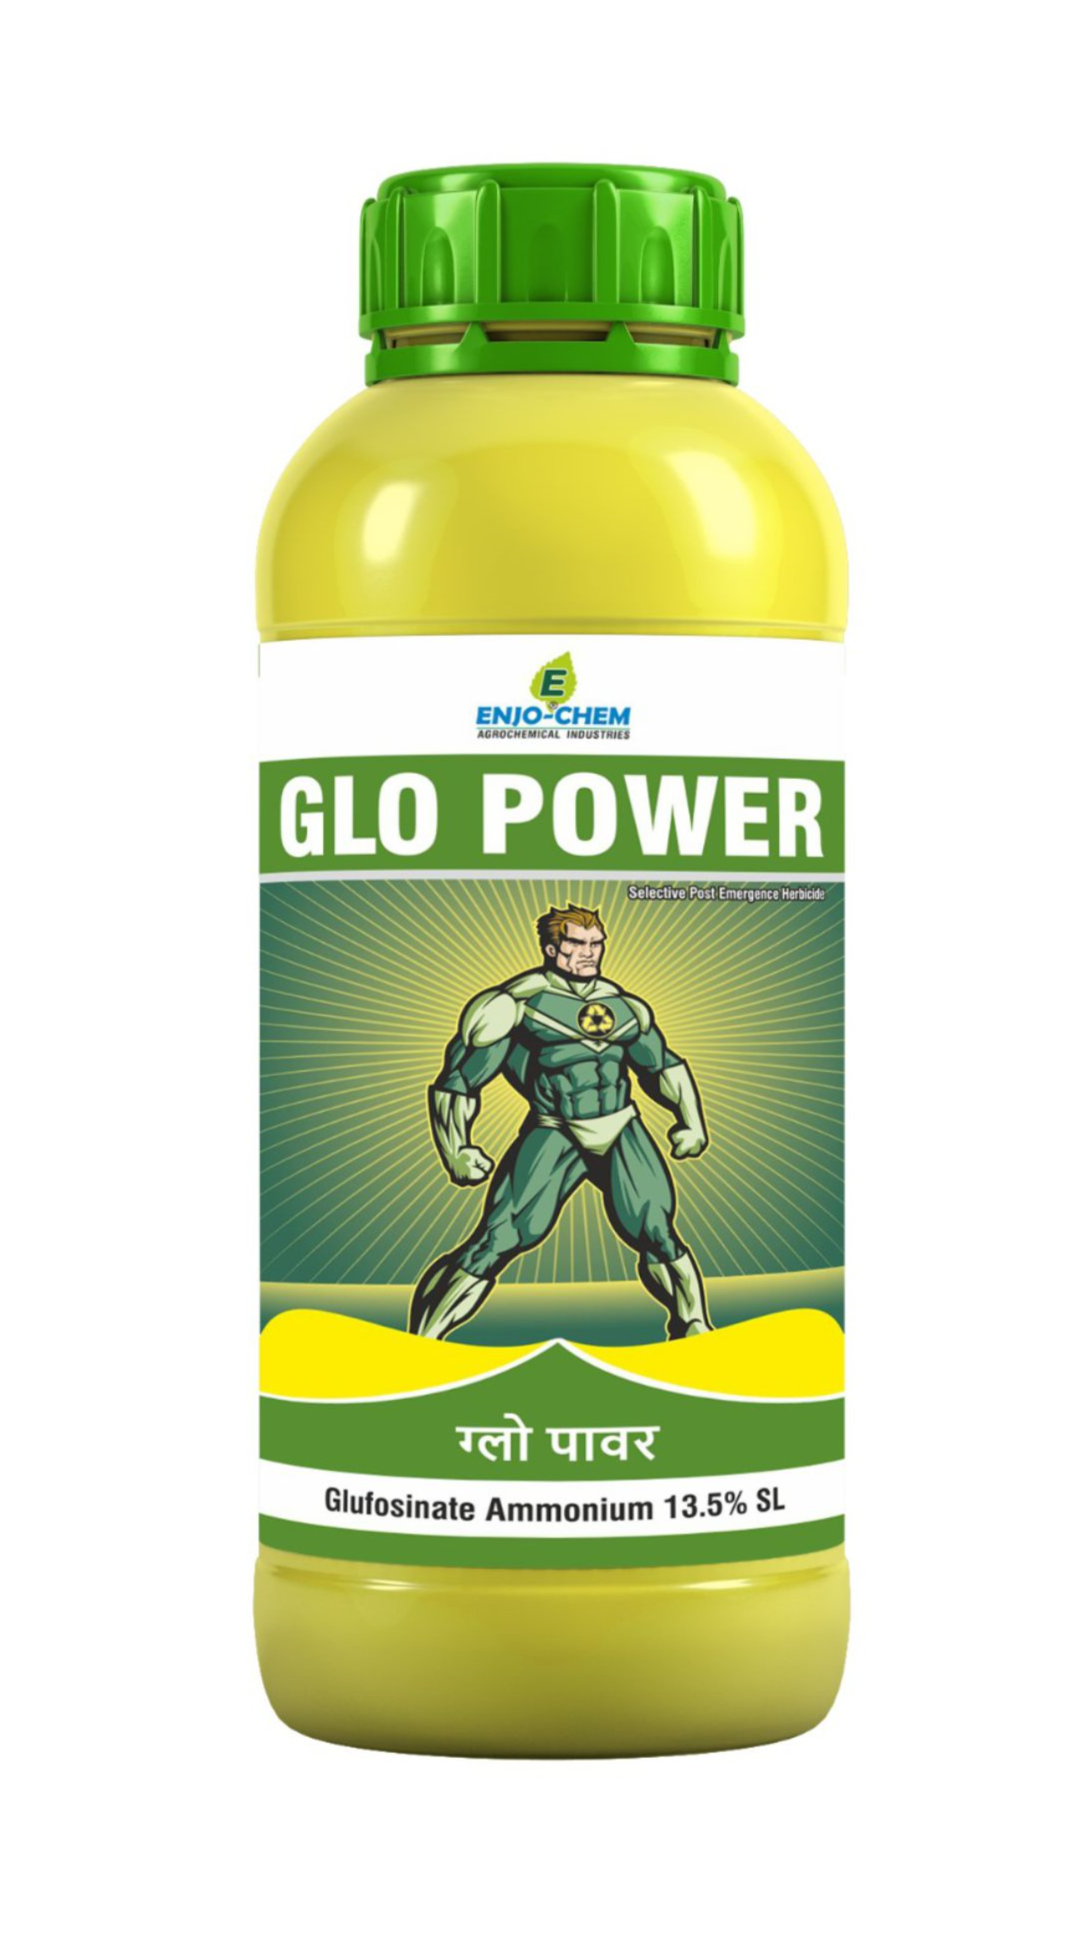 E
ENJO-CHEM
AGROCHEMICAL INDUSTRIES
GLO POWER
Selective Post Emergence Herbicide
ग्लो पावर
Glufosinate Ammonium 13.5% SL